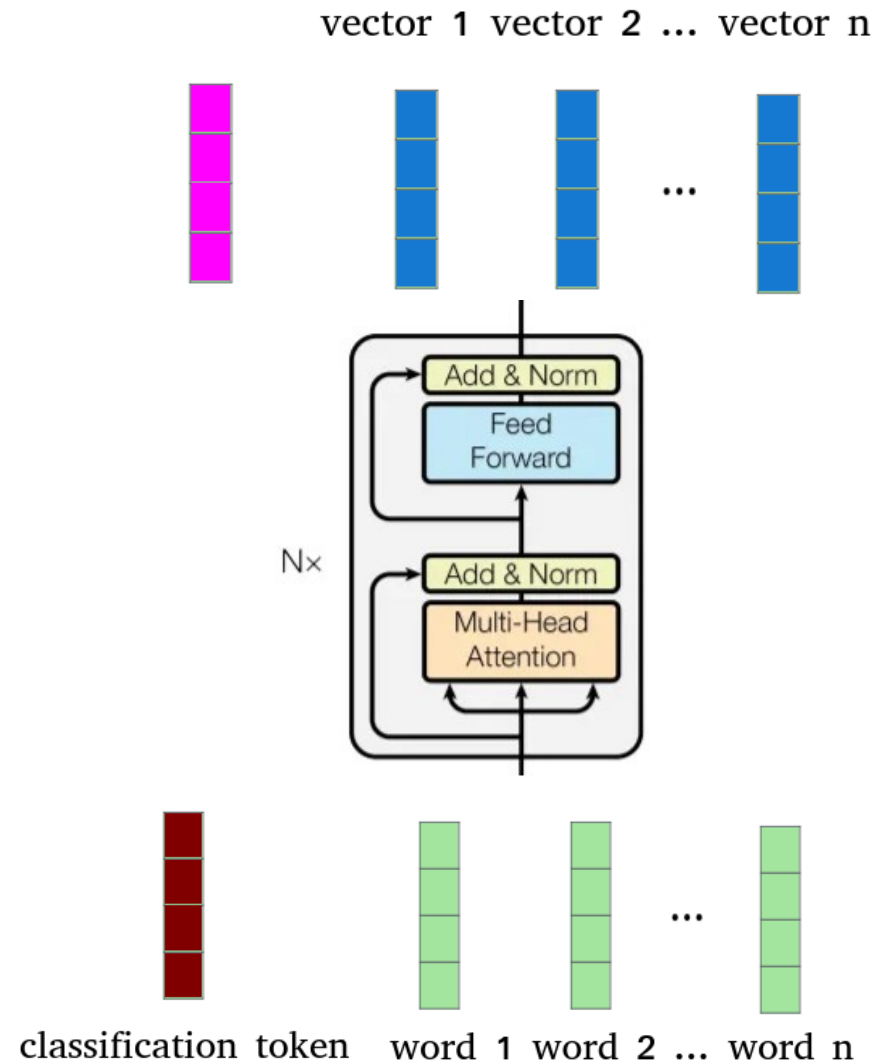 vector 1 vector 2 ... vector n
...
Add & Norm
Feed
Forward
Nx
Add & Norm
Multi-Head
Attention
...
classification token word 1 word 2 ... word n